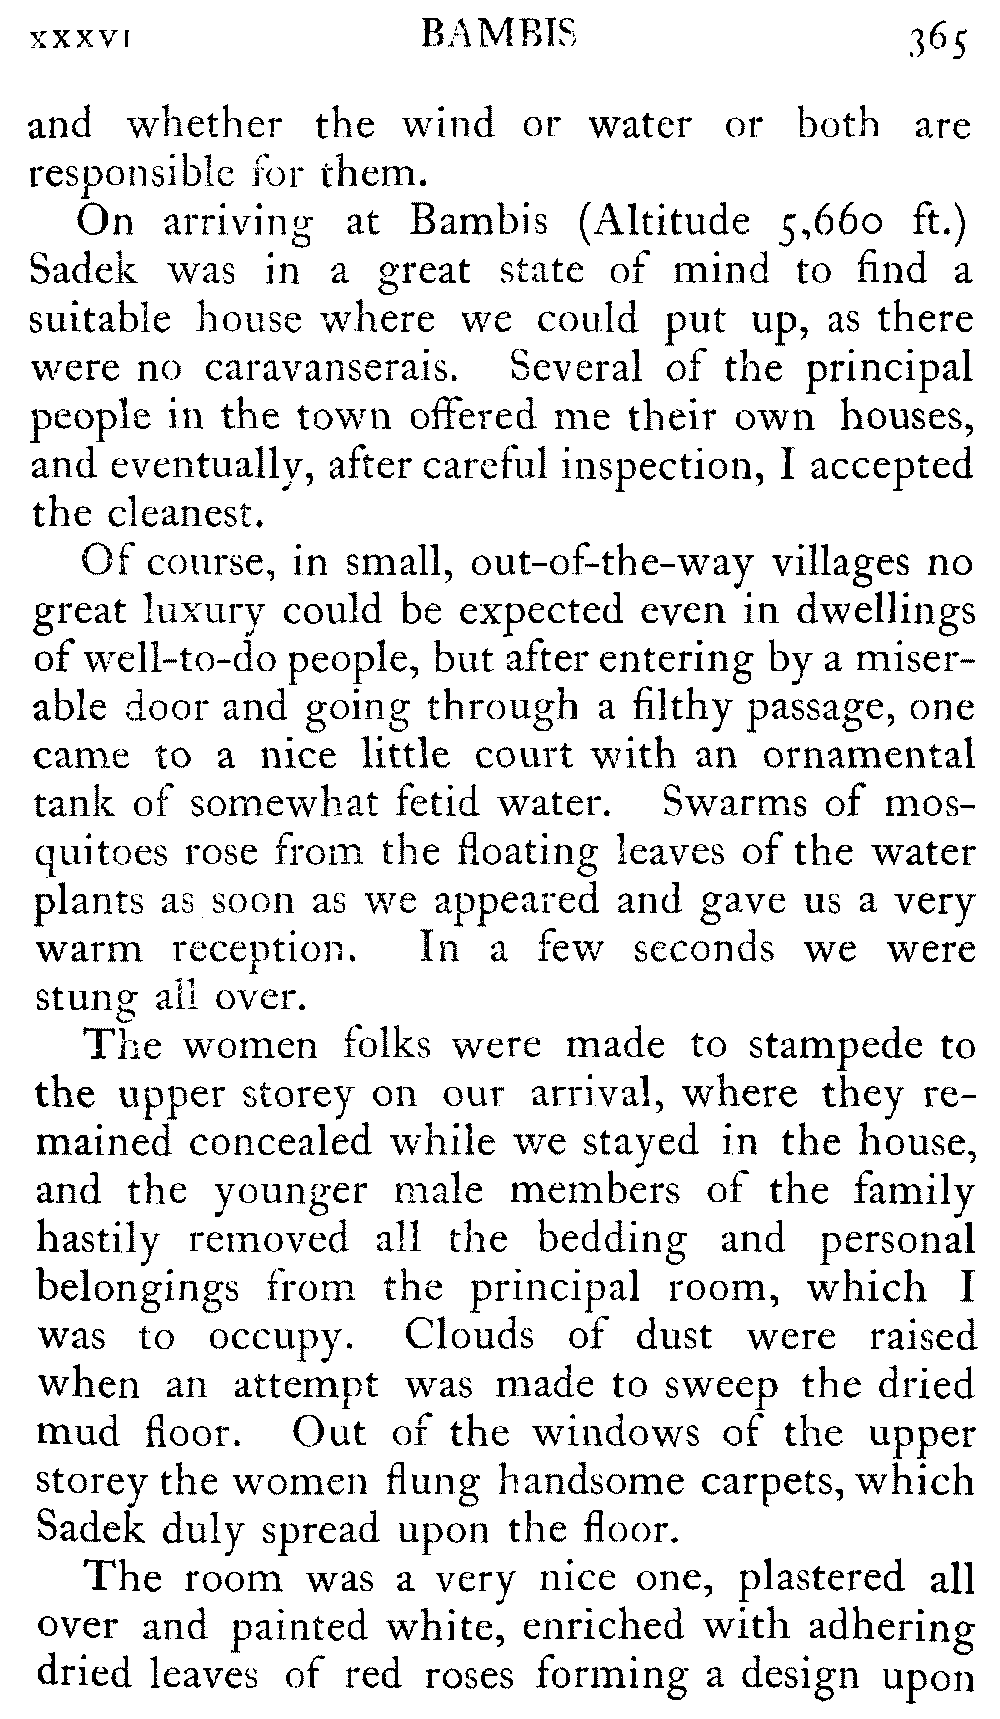 xxxvi BAMBIS 365
and whether the wind or water or both are
responsible for them.
On arriving at Bambis (Altitude 5,660 ft.)
Sadek was in a great state of mind to find a
suitable house where we could put up, as there
were no caravanserais. Several of the principal
people in the town offered me their own houses,
and eventually, after careful inspection, I accepted
the cleanest.
Of course, in small, out-of-the-way villages no
great luxury could be expected even in dwellings
of well-to-do people, but after entering by a miser-
able door and going through a filthy passage, one
came to a nice little court with an ornamental
tank of somewhat fetid water. Swarms of mos-
quitoes rose from the floating leaves of the water
plants as soon as we appeared and gave us a very
warm reception. In a few seconds we were
stung all over.
The women folks were made to stampede to
the upper storey on our arrival, where they re-
mained concealed while we stayed in the house,
and the younger male members of the family
hastily removed all the bedding and personal
belongings from the principal room, which I
was to occupy. Clouds of dust were raised
when an attempt was made to sweep the dried
mud floor. Out of the windows of the upper
storey the women flung handsome carpets, which
Sadek duly spread upon the floor.
The room was a very nice one, plastered all
over and painted white, enriched with adhering
dried leaves of red roses forming a design upon